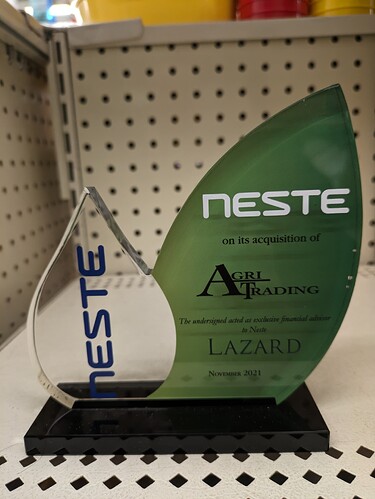 NESTE
NESTE
on its acquisition of
AGRI
TRADING
The undersigned acted as exclusive financial advisor
to Neste
LAZARD
NOVEMBER 2021